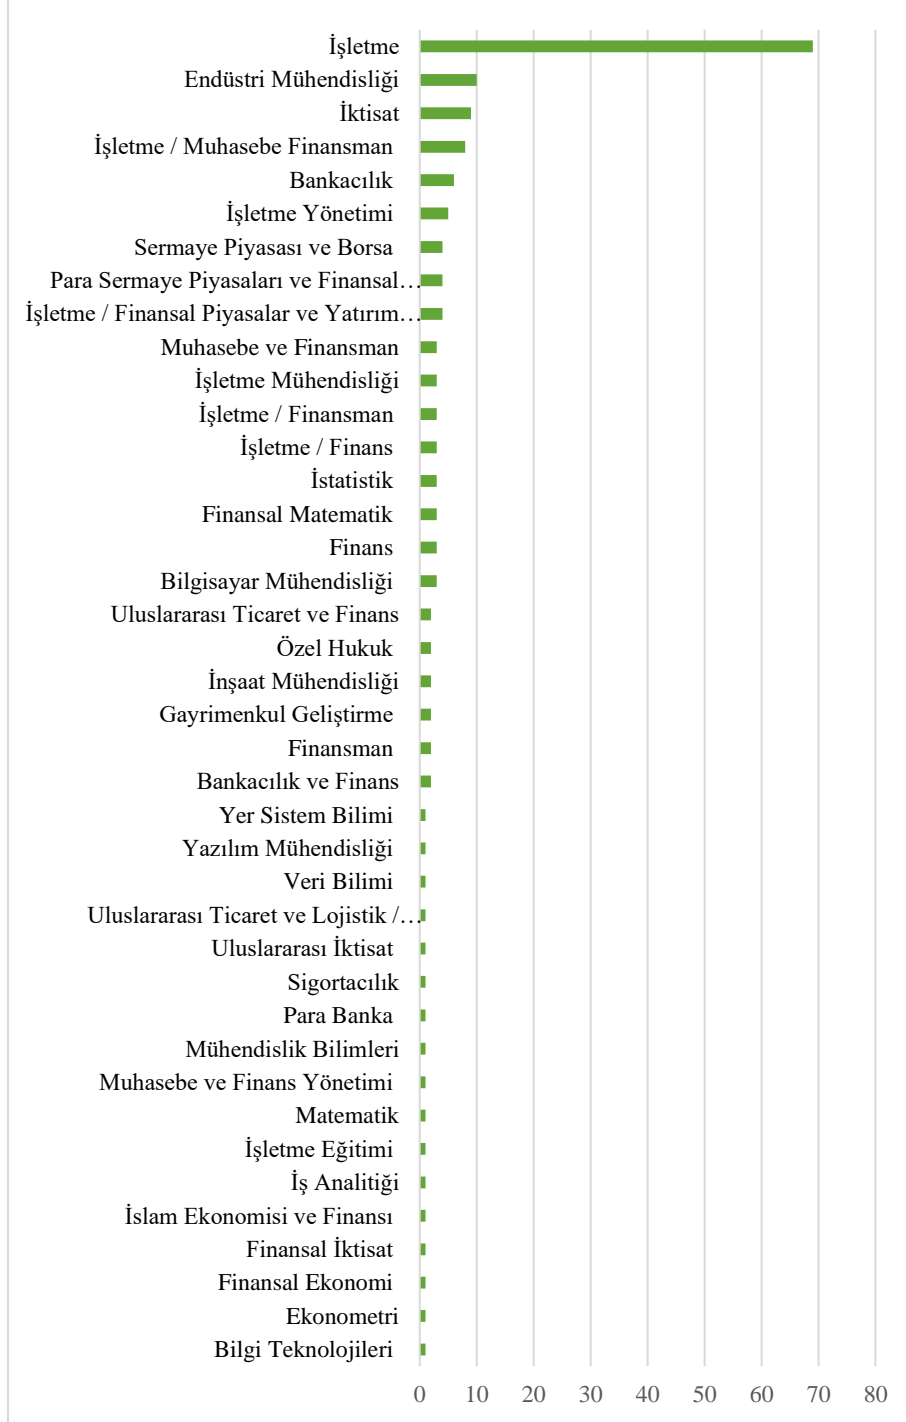 İşletme
Endüstri Mühendisliği
İktisat
İşletme / Muhasebe Finansman
Bankacılık
İşletme Yönetimi
Sermaye Piyasası ve Borsa
Para Sermaye Piyasaları ve Finansal…
İşletme / Finansal Piyasalar ve Yatırım…
Muhasebe ve Finansman
İşletme Mühendisliği
İşletme / Finansman
İşletme / Finans
İstatistik
Finansal Matematik
Finans
Bilgisayar Mühendisliği
Uluslararası Ticaret ve Finans
Özel Hukuk
İnşaat Mühendisliği
Gayrimenkul Geliştirme
Finansman
Bankacılık ve Finans
Yer Sistem Bilimi
Yazılım Mühendisliği
Veri Bilimi
Uluslararası Ticaret ve Lojistik /…
Uluslararası İktisat
Sigortacılık
Para Banka
Mühendislik Bilimleri
Muhasebe ve Finans Yönetimi
Matematik
İşletme Eğitimi
İş Analitiği
İslam Ekonomisi ve Finansı
Finansal İktisat
Finansal Ekonomi
Ekonometri
Bilgi Teknolojileri
0 10 20 30 40 50 60 70 80